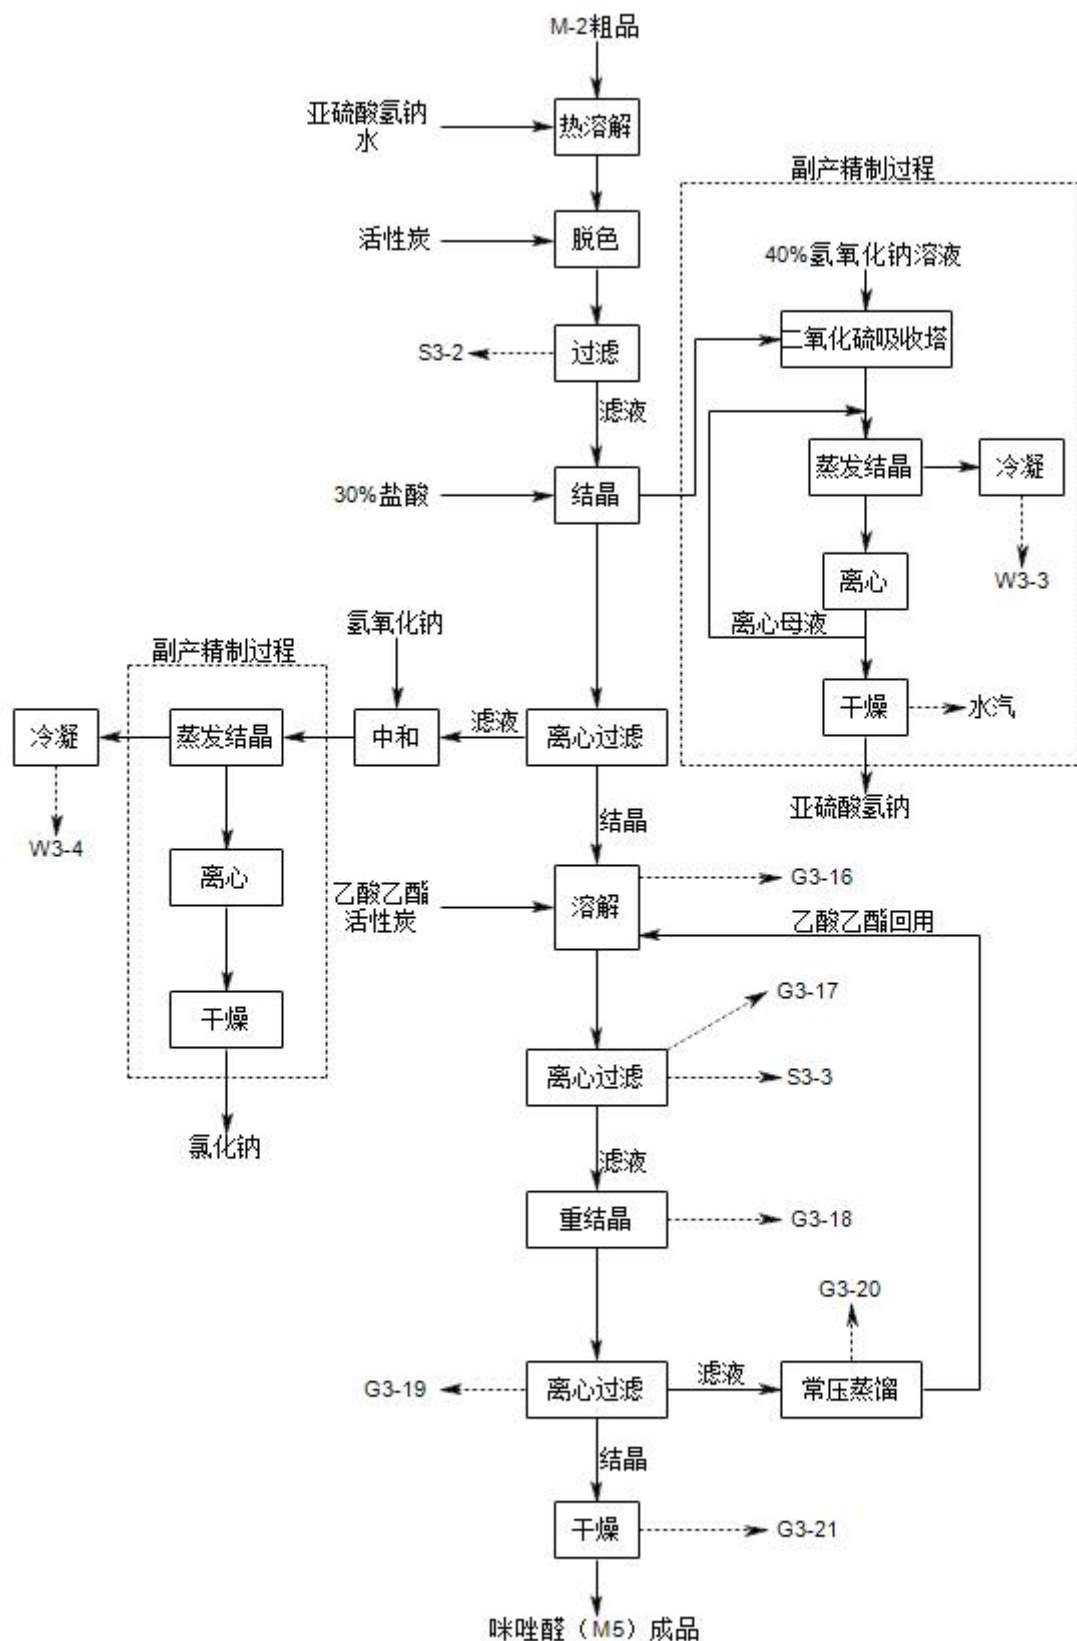 M-2粗品
亚硫酸氢钠
水
热溶解
副产精制过程
活性炭
脱色
40%氢氧化钠溶液
S3-2
过滤
二氧化硫吸收塔
滤液
30%盐酸
结晶
蒸发结晶
冷凝
离心
W3-3
氢氧化钠
离心母液
副产精制过程
干燥
水汽
冷凝
蒸发结晶
中和
滤液
离心过滤
亚硫酸氢钠
结晶
W3-4
离心
乙酸乙酯
活性炭
溶解
G3-16
乙酸乙酯回用
G3-17
干燥
离心过滤
S3-3
氯化钠
滤液
重结晶
G3-18
G3-20
G3-19
离心过滤
滤液
常压蒸馏
结晶
干燥
G3-21
咪唑醛（M5）成品